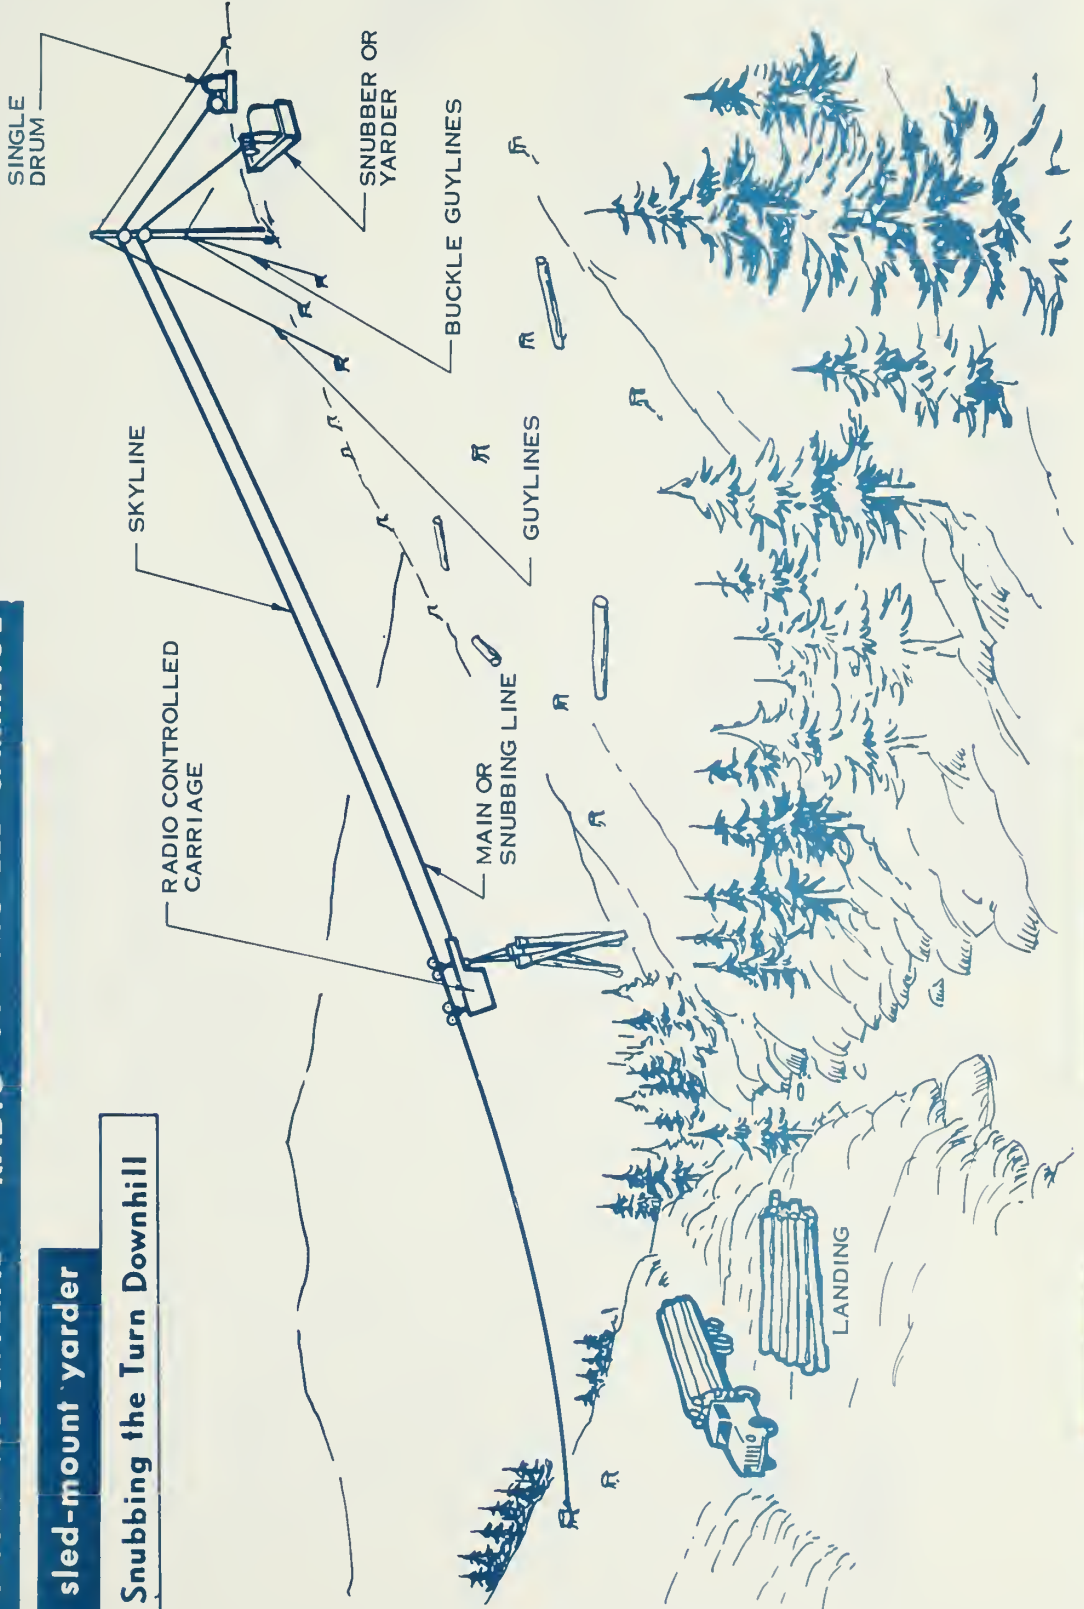 sled-mount yarder
Snubbing the Turn Downhill
SINGLE
DRUM
SNUBBER OR
YARDER
BUCKLE GUYLINES
SKYLINE
GUYLINES
RADIO CONTROLLED
CARRIAGE
MAIN OR
SNUBBING LINE
LANDING